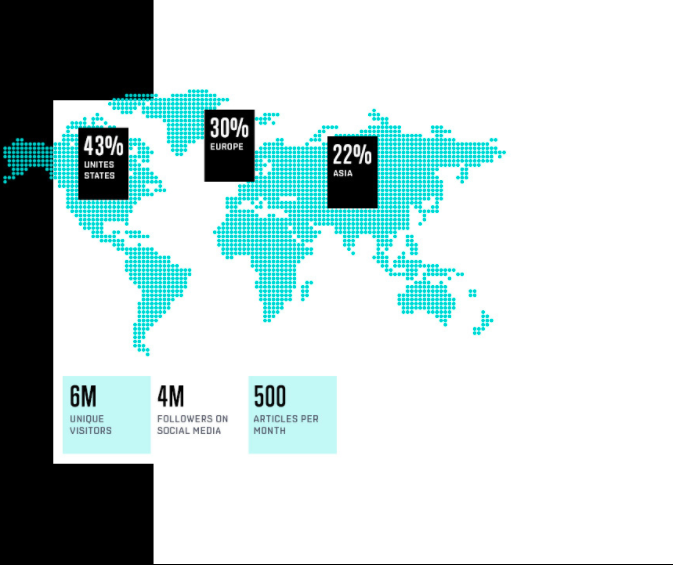 43%
UNITES
STATES
30%
EUROPE
22%
ASIA
6M
UNIQUE
VISITORS
4M
FOLLOWERS ON
SOCIAL MEDIA
500
ARTICLES PER
MONTH